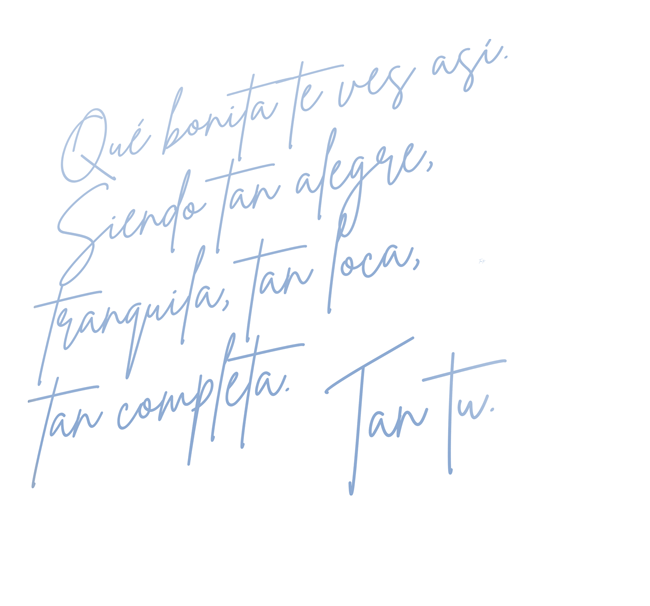 Qué bonita te ves así.
Siendo tan alegre,
tranquila, tan loca,
tan completa.
Tan tu.